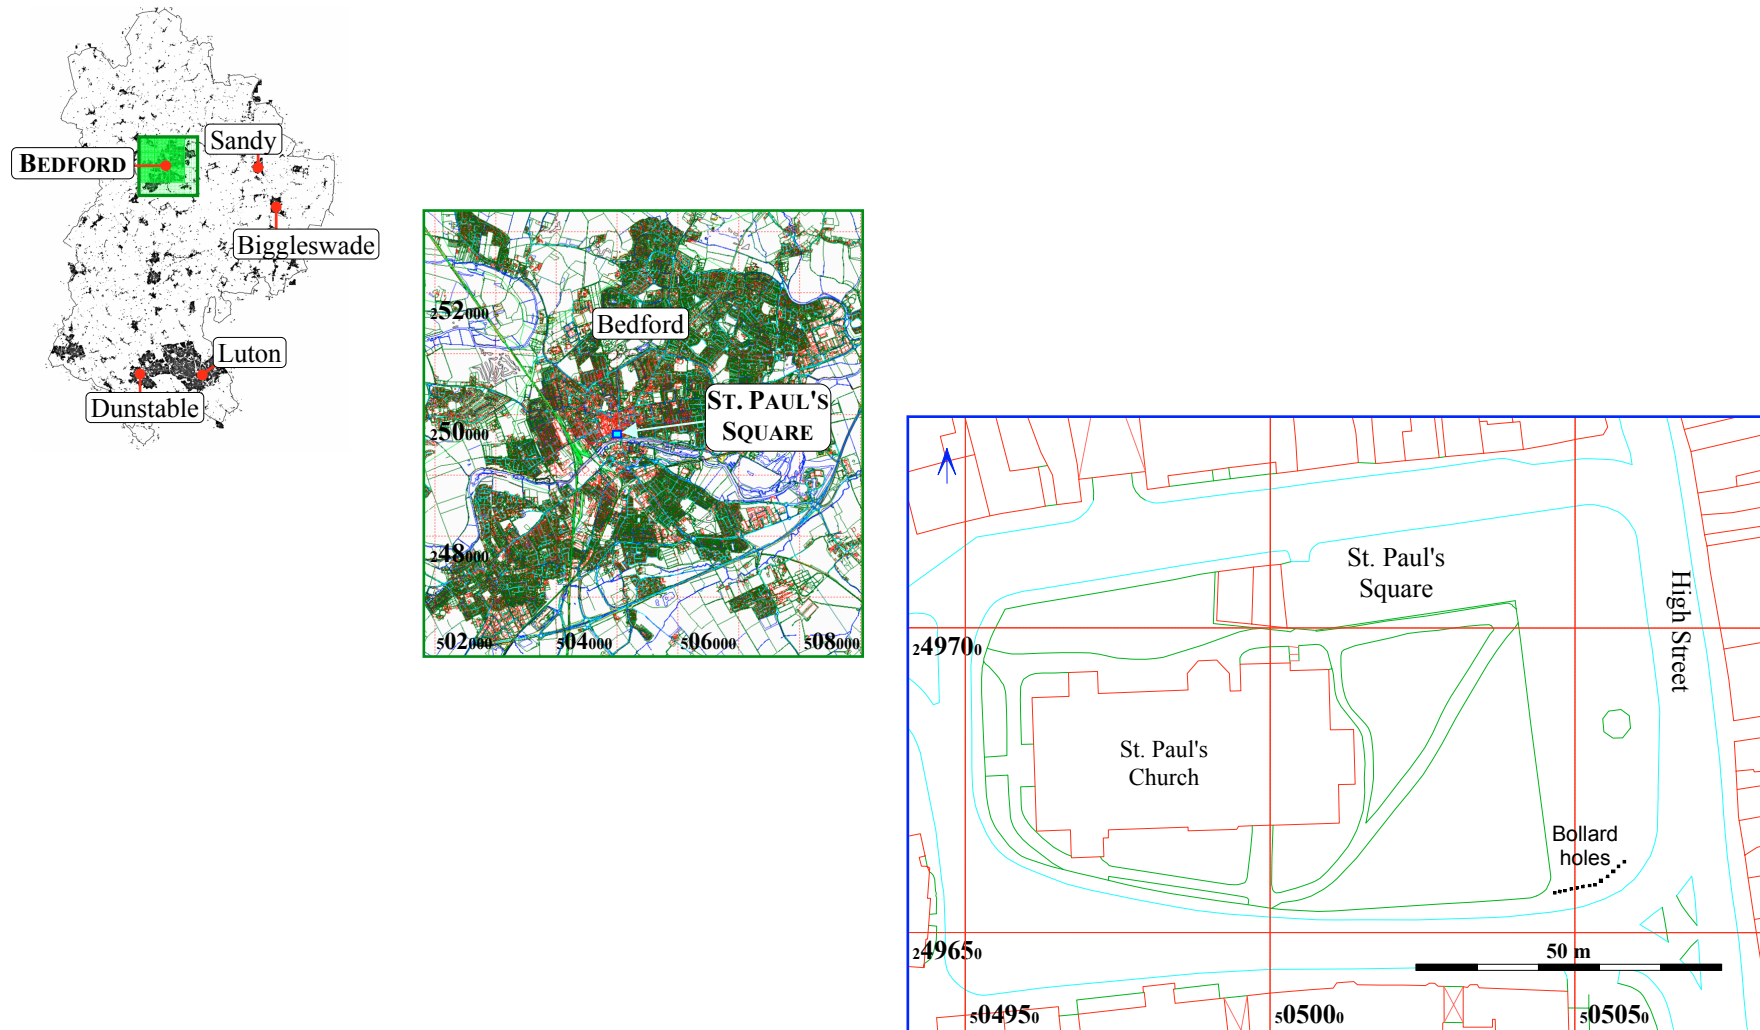 Sandy
BEDFORD
Biggleswade
Luton
Dunstable
252000
Bedford
ST. PAUL'S
SQUARE
250000
248000
502000
504000
506000
508000
St. Paul's
Square
High Street
249700
St. Paul's
Church
Bollard
holes
249650
50 m
504950
505000
505050